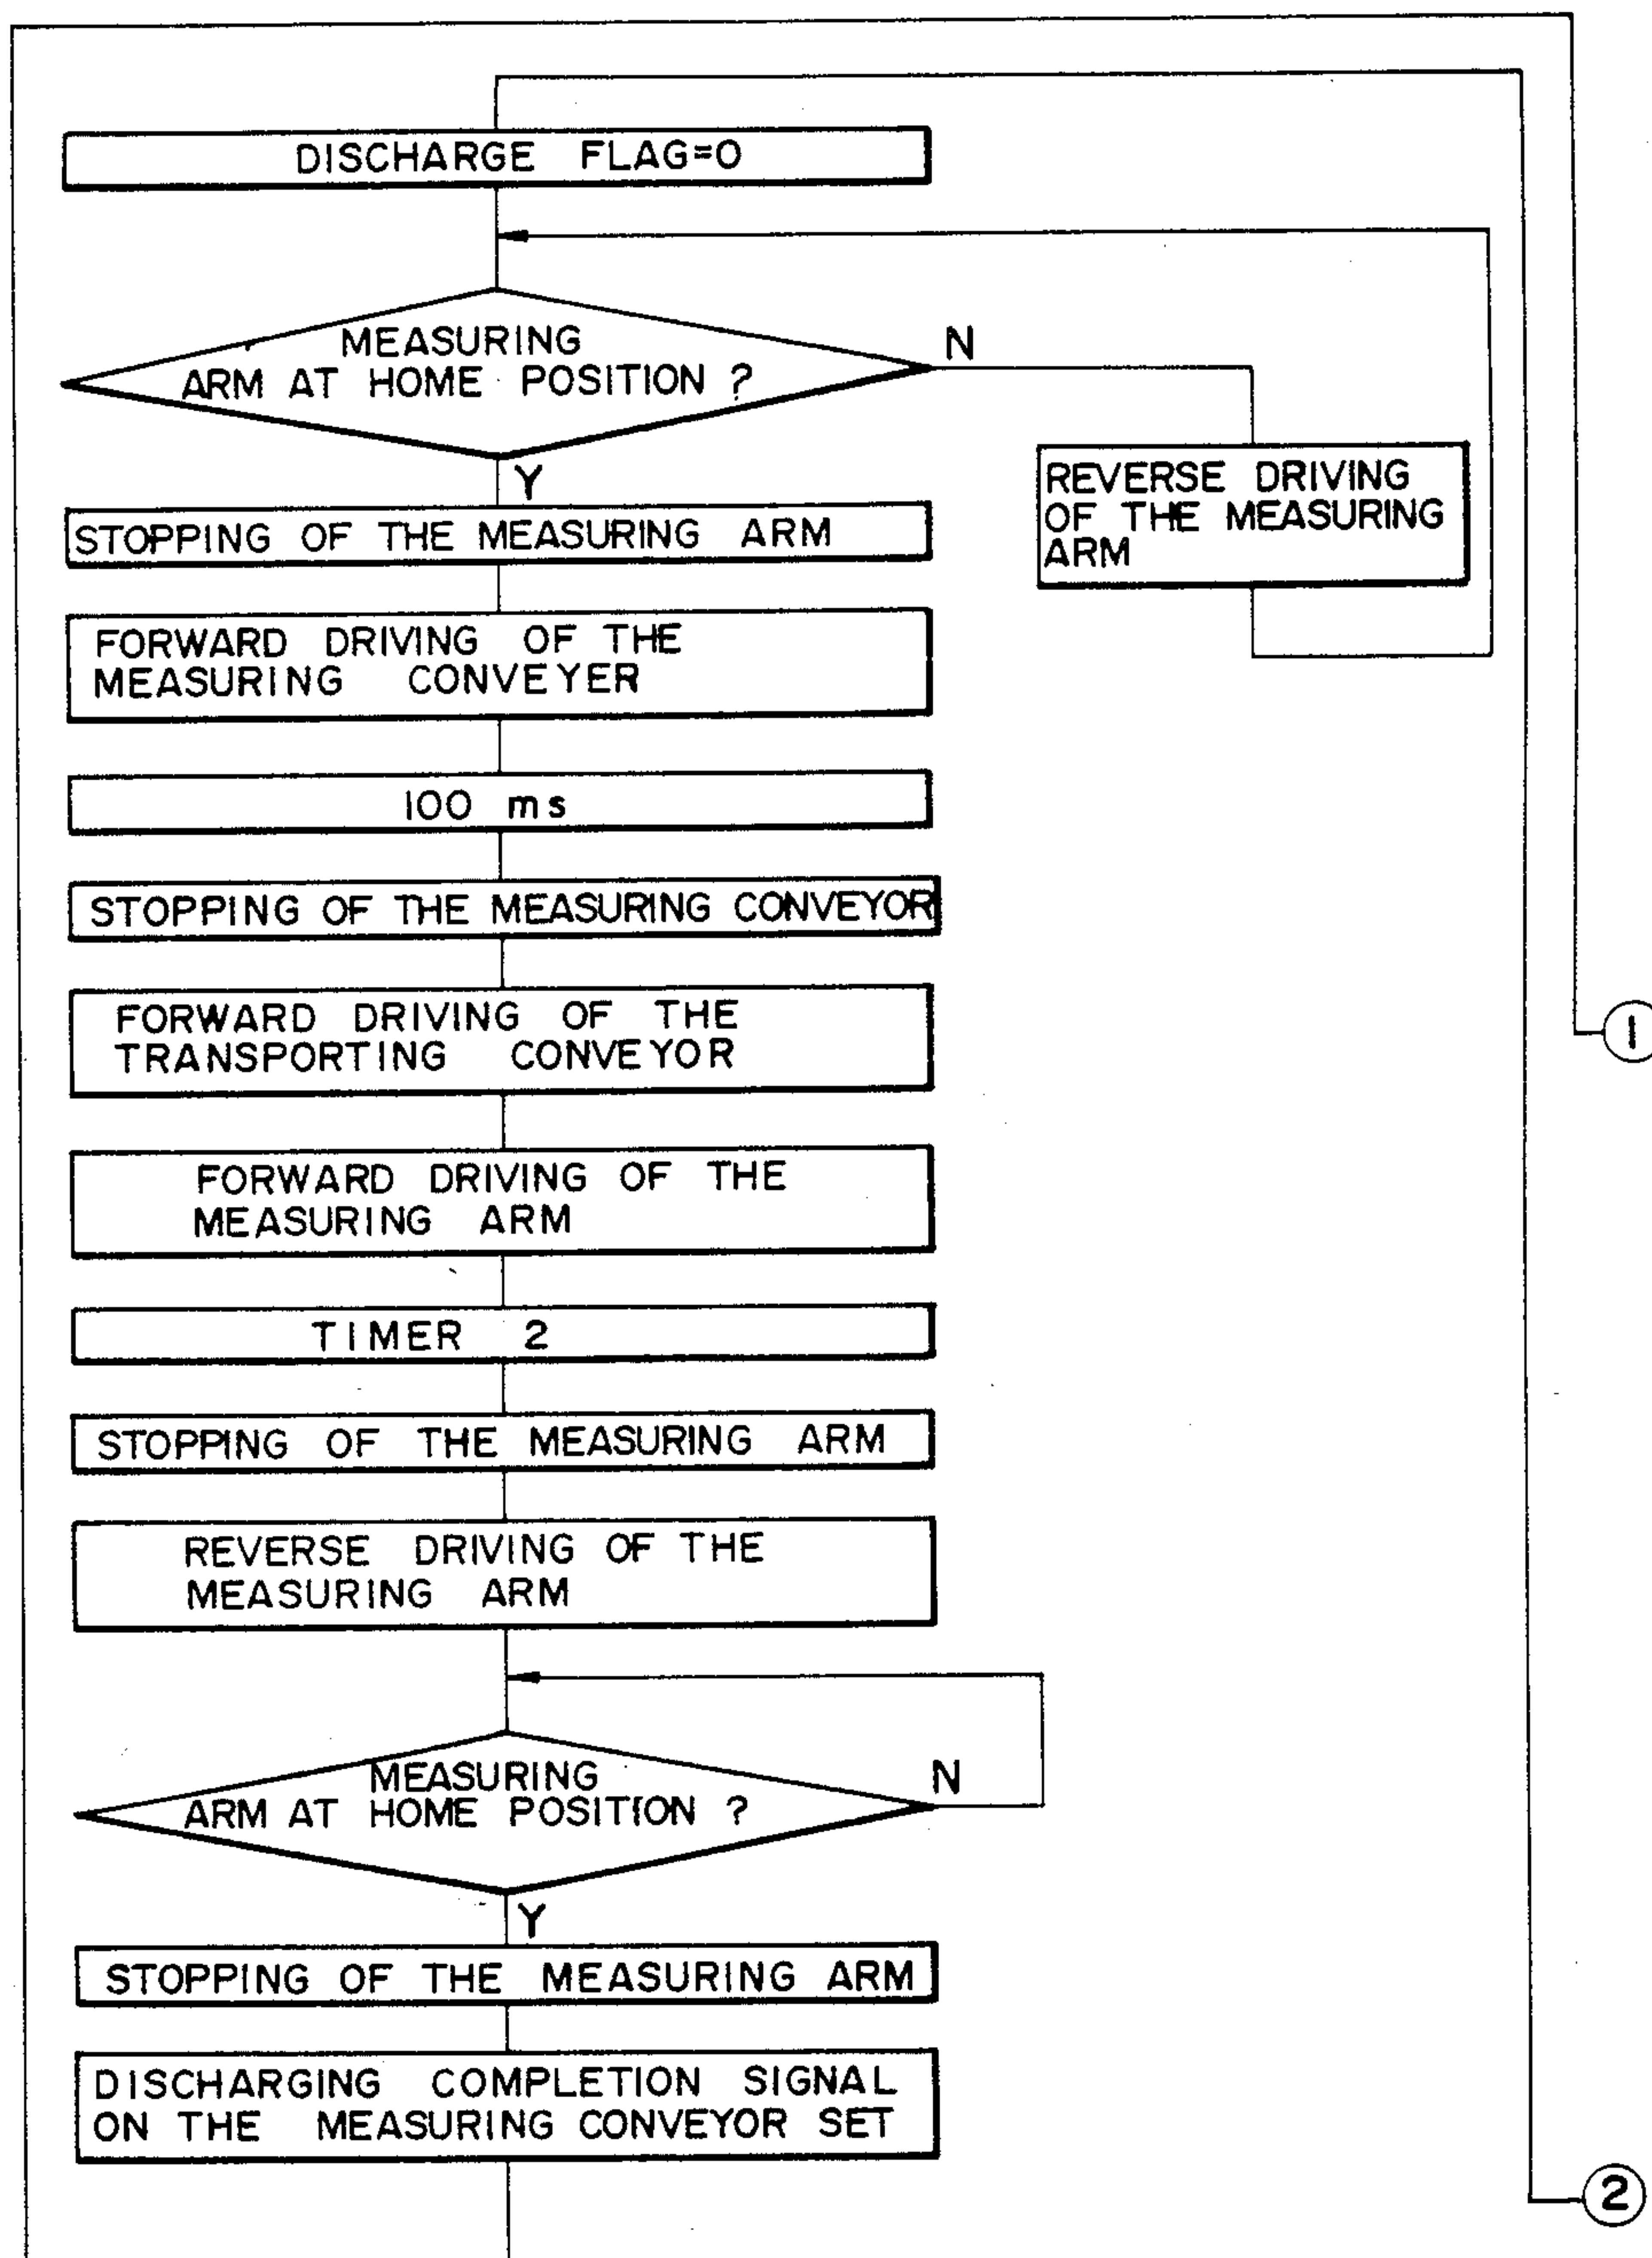 DISCHARGE FLAG=0
MEASURING
ARM AT HOME POSITION ?
N
Y
REVERSE DRIVING
OF THE MEASURING
ARM
STOPPING OF THE MEASURING ARM
FORWARD DRIVING OF THE
MEASURING CONVEYER
100 ms
STOPPING OF THE MEASURING CONVEYOR
FORWARD DRIVING OF THE
TRANSPORTING CONVEYOR
1
FORWARD DRIVING OF THE
MEASURING ARM
TIMER 2
STOPPING OF THE MEASURING ARM
REVERSE DRIVING OF THE
MEASURING ARM
MEASURING
ARM AT HOME POSITION ?
N
Y
STOPPING OF THE MEASURING ARM
DISCHARGING COMPLETION SIGNAL
ON THE MEASURING CONVEYOR SET
2